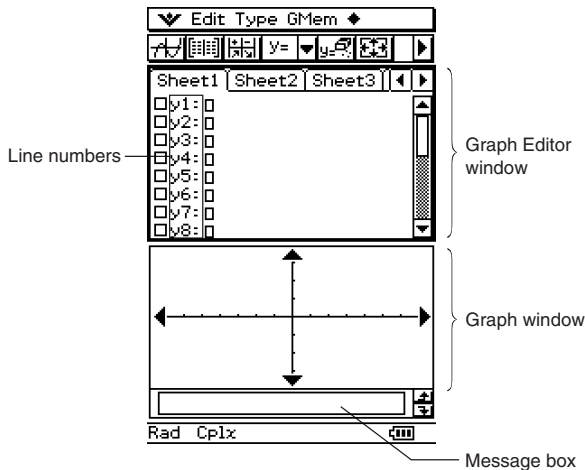 Edit Type GMem
y=
y=
Sheet1 Sheet2 Sheet3
y1:
y2:
y3:
y4:
y5:
y6:
y7:
y8:
Line numbers
Graph Editor
window
Graph window
Rad Cplx
Message box